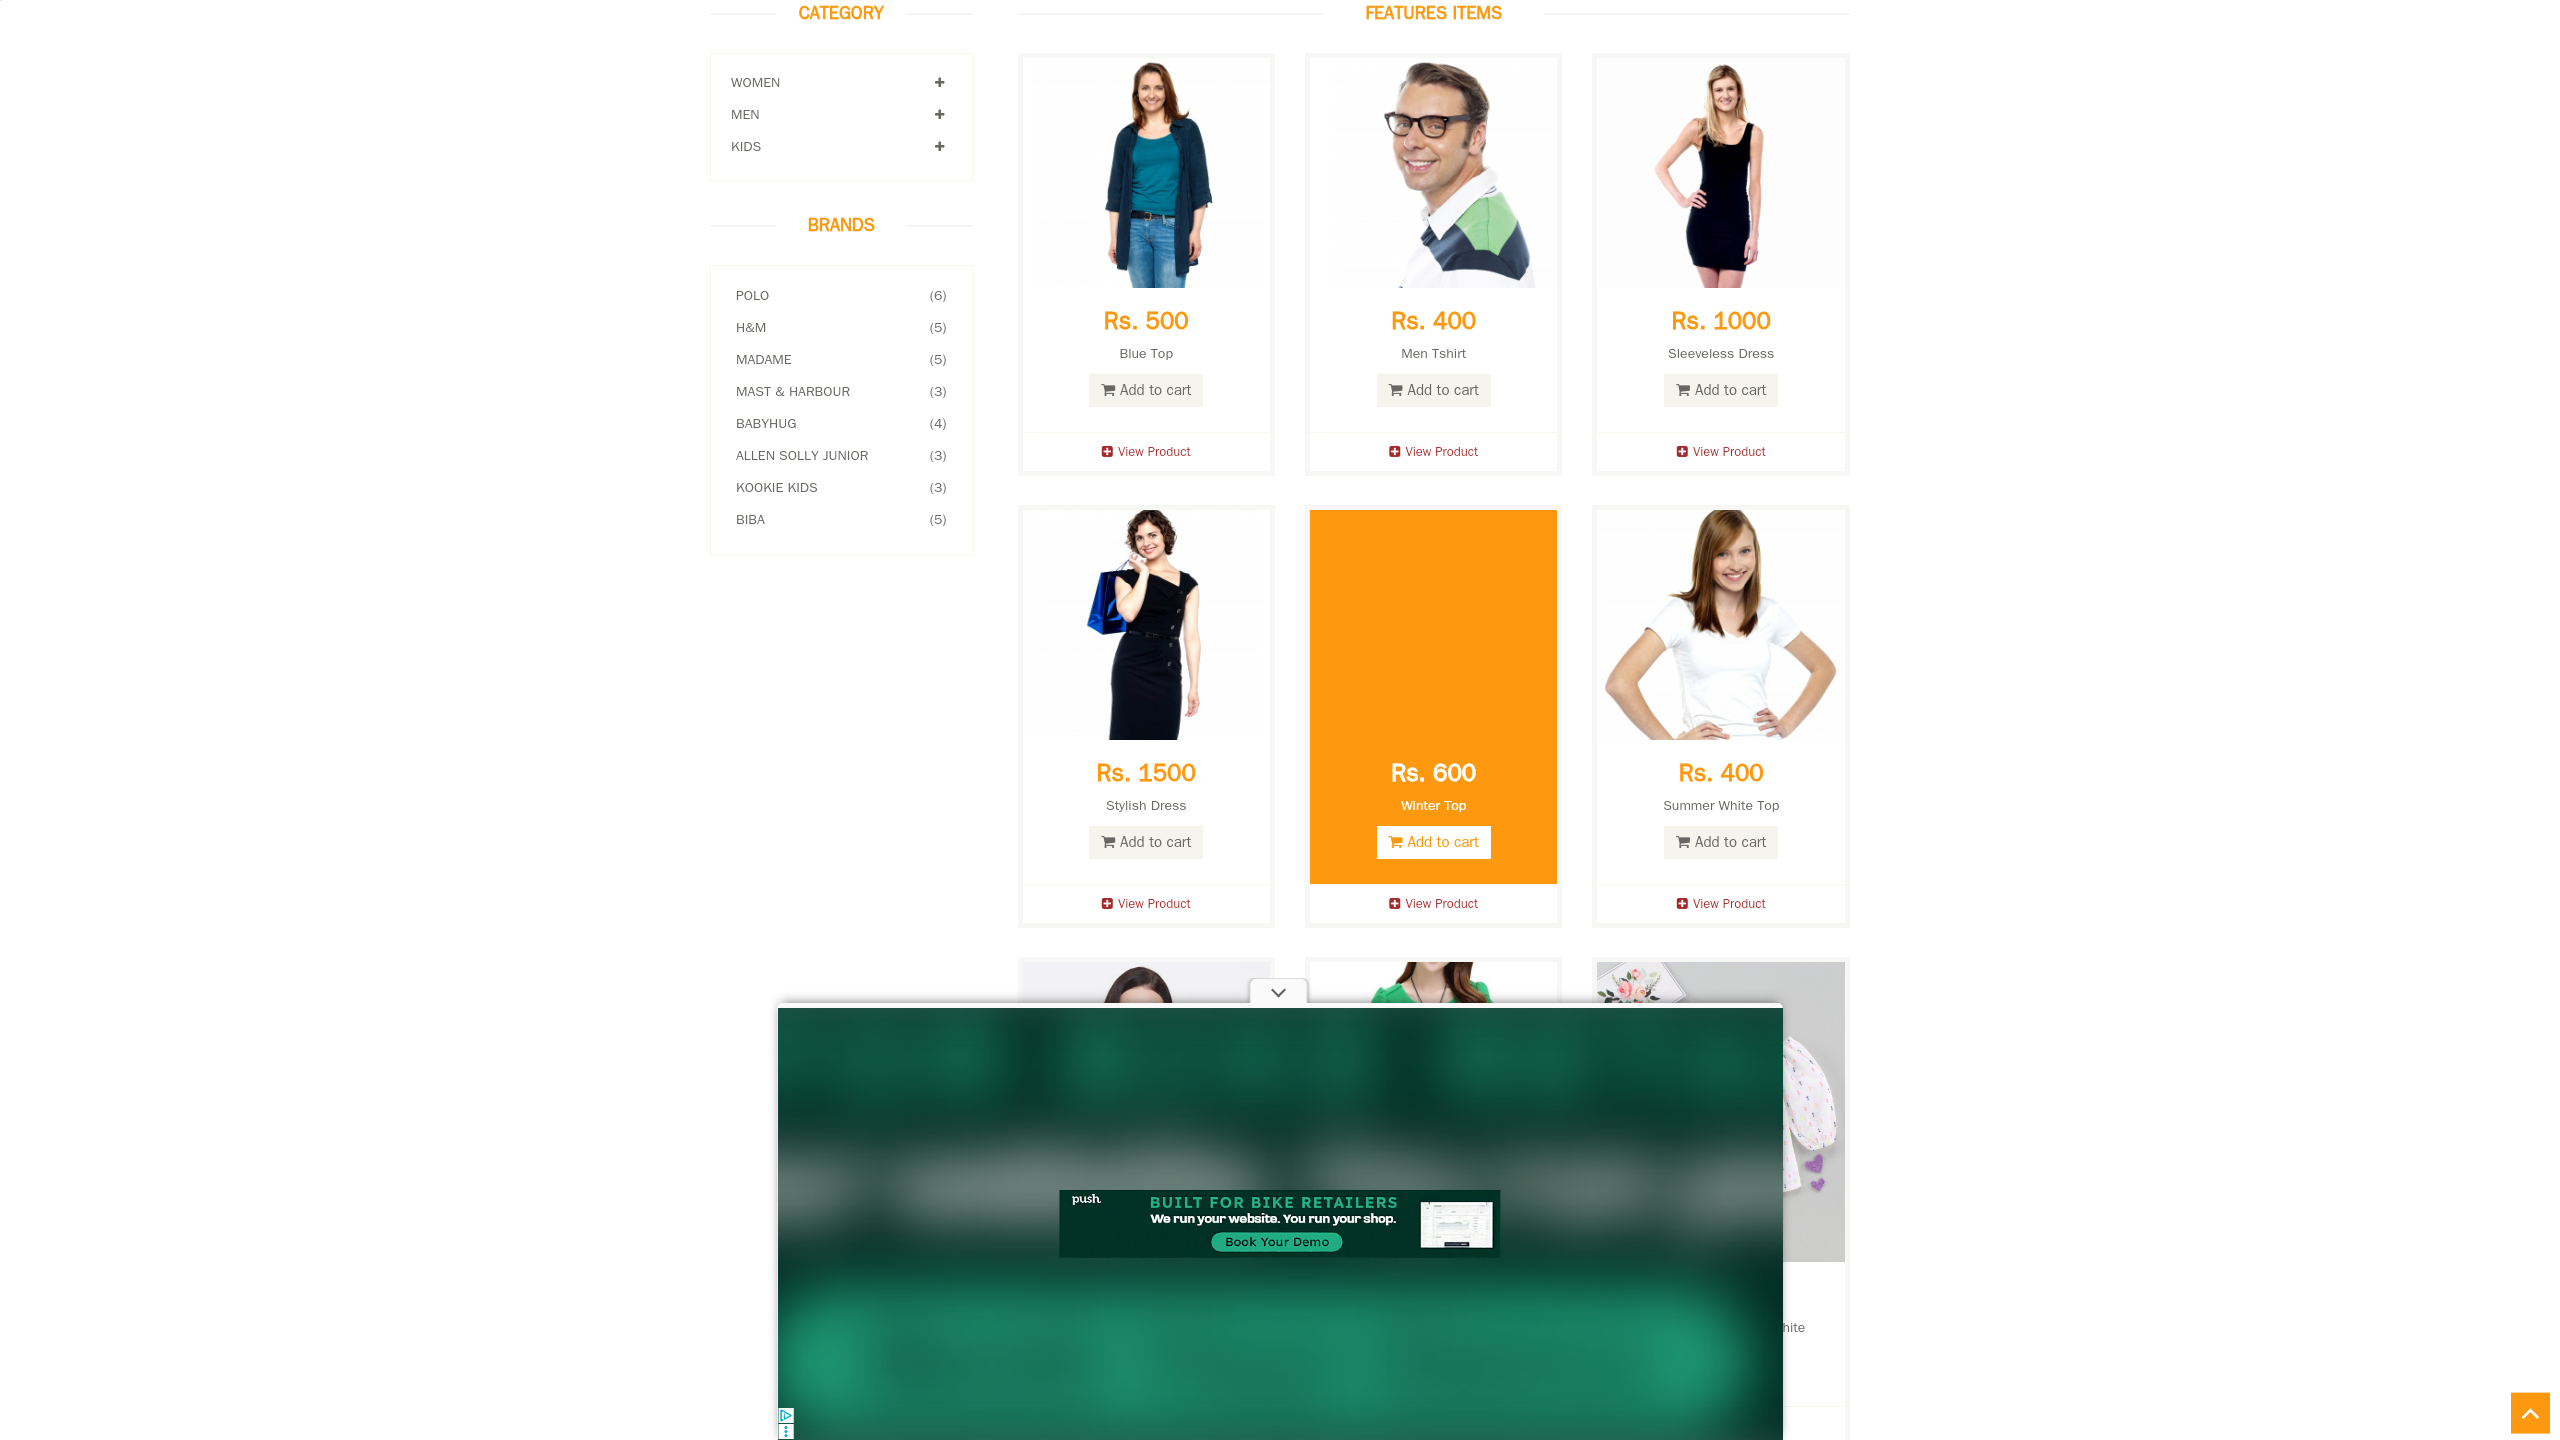 CATEGORY
WOMEN
MEN
KIDS
BRANDS
POLO (6)
H&M (5)
MADAME (5)
MAST & HARBOUR (3)
BABYHUG (4)
ALLEN SOLLY JUNIOR (3)
KOOKIE KIDS (3)
BIBA (5)
FEATURES ITEMS
Rs. 500
Blue Top
Add to cart
View Product
Rs. 400
Men Tshirt
Add to cart
View Product
Rs. 1000
Sleeveless Dress
Add to cart
View Product
Rs. 1500
Stylish Dress
Add to cart
View Product
Rs. 600
Winter Top
Add to cart
View Product
Rs. 400
Summer White Top
Add to cart
View Product
push.
BUILT FOR BIKE RETAILERS
We run your website. You run your shop.
Book Your Demo